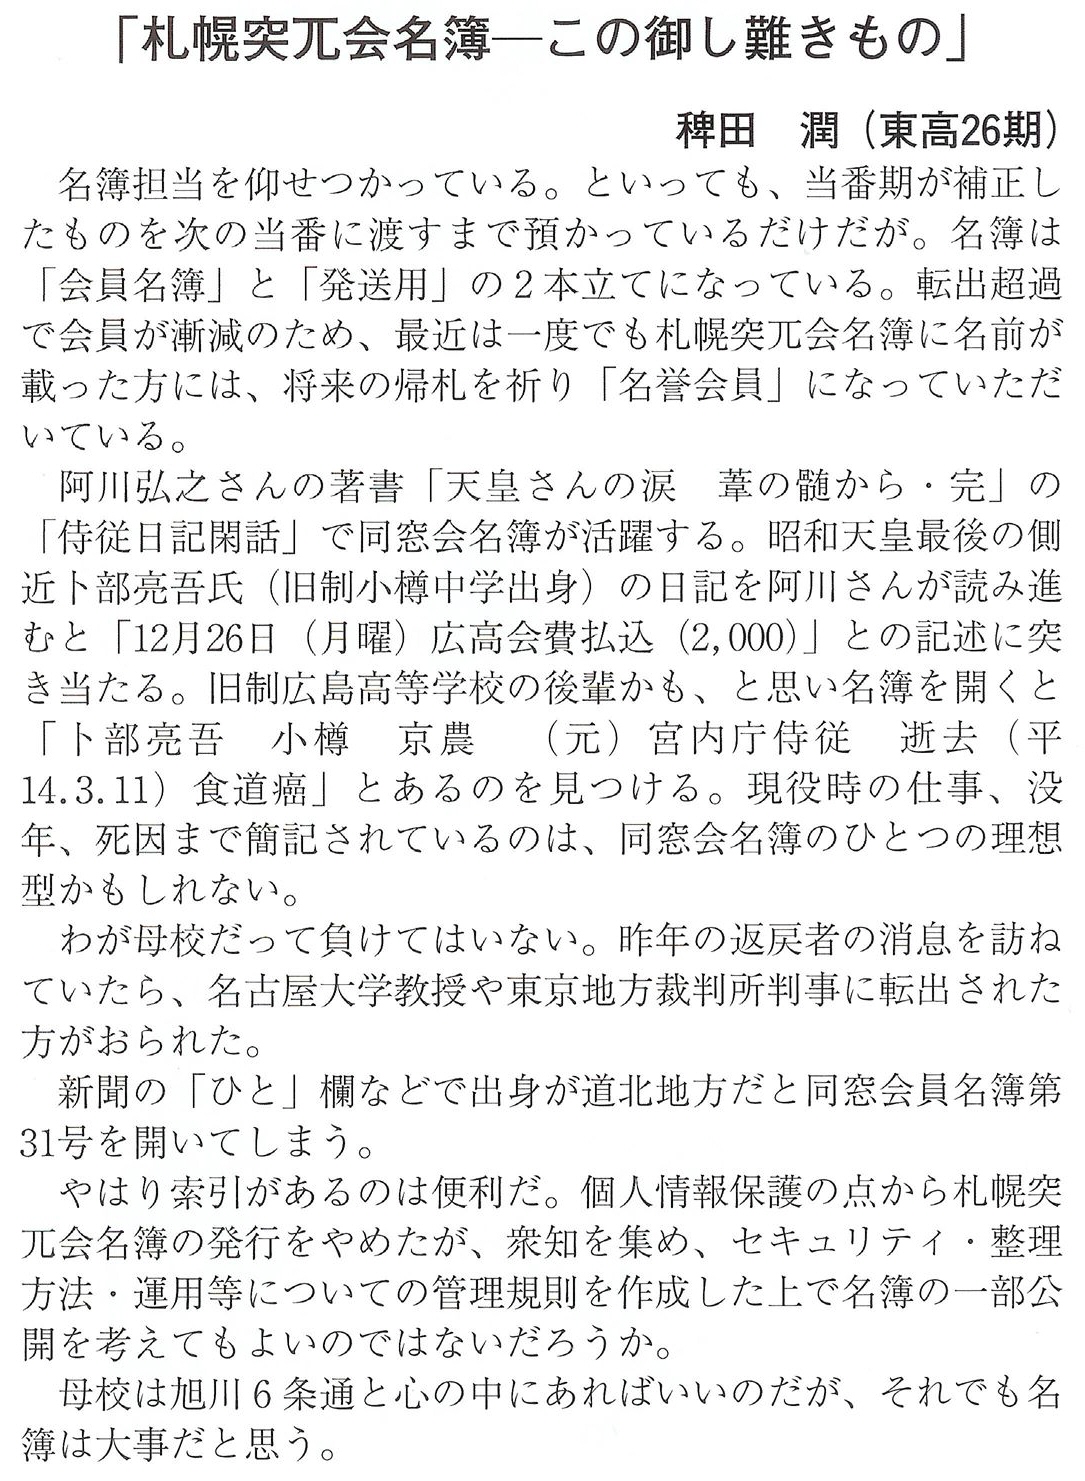 「札幌突兀会名簿―この御し難きもの」
稗田　潤（東高26期）
　名簿担当を仰せつかっている。といっても、当番期が補正し
たものを次の当番に渡すまで預かっているだけだが。名簿は
「会員名簿」と「発送用」の２本立てになっている。転出超過
で会員が漸減のため、最近は一度でも札幌突兀会名簿に名前が
載った方には、将来の帰札を祈り「名誉会員」になっていただ
いている。
　阿川弘之さんの著書「天皇さんの涙　葦の髄から・完」の
「侍従日記閑話」で同窓会名簿が活躍する。昭和天皇最後の側
近卜部亮吾氏（旧制小樽中学出身）の日記を阿川さんが読み進
むと「12月26日（月曜）広高会費払込（2,000）」との記述に突
き当たる。旧制広島高等学校の後輩かも、と思い名簿を開くと
「卜部亮吾　小樽　京農　（元）宮内庁侍従　逝去（平
14.3.11）食道癌」とあるのを見つける。現役時の仕事、没
年、死因まで簡記されているのは、同窓会名簿のひとつの理想
型かもしれない。
　わが母校だって負けてはいない。昨年の返戻者の消息を訪ね
ていたら、名古屋大学教授や東京地方裁判所判事に転出された
方がおられた。
　新聞の「ひと」欄などで出身が道北地方だと同窓会員名簿第
31号を開いてしまう。
　やはり索引があるのは便利だ。個人情報保護の点から札幌突
兀会名簿の発行をやめたが、衆知を集め、セキュリティ・整理
方法・運用等についての管理規則を作成した上で名簿の一部公
開を考えてもよいのではないだろうか。
　母校は旭川６条通と心の中にあればいいのだが、それでも名
簿は大事だと思う。